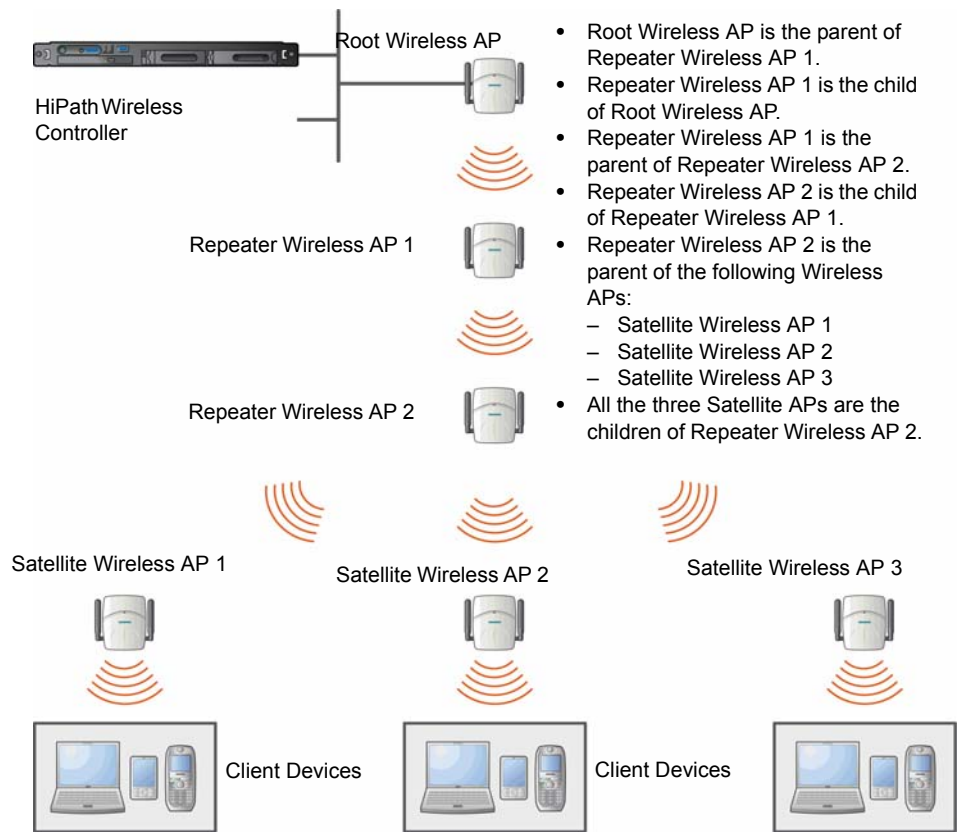 Root Wireless AP
HiPath Wireless
Controller
• Root Wireless AP is the parent of
Repeater Wireless AP 1.
• Repeater Wireless AP 1 is the child
of Root Wireless AP.
• Repeater Wireless AP 1 is the
parent of Repeater Wireless AP 2.
• Repeater Wireless AP 2 is the child
of Repeater Wireless AP 1.
• Repeater Wireless AP 2 is the
parent of the following Wireless
APs:
– Satellite Wireless AP 1
– Satellite Wireless AP 2
– Satellite Wireless AP 3
• All the three Satellite APs are the
children of Repeater Wireless AP 2.
Repeater Wireless AP 1
Repeater Wireless AP 2
Satellite Wireless AP 1
Satellite Wireless AP 2
Satellite Wireless AP 3
Client Devices
Client Devices